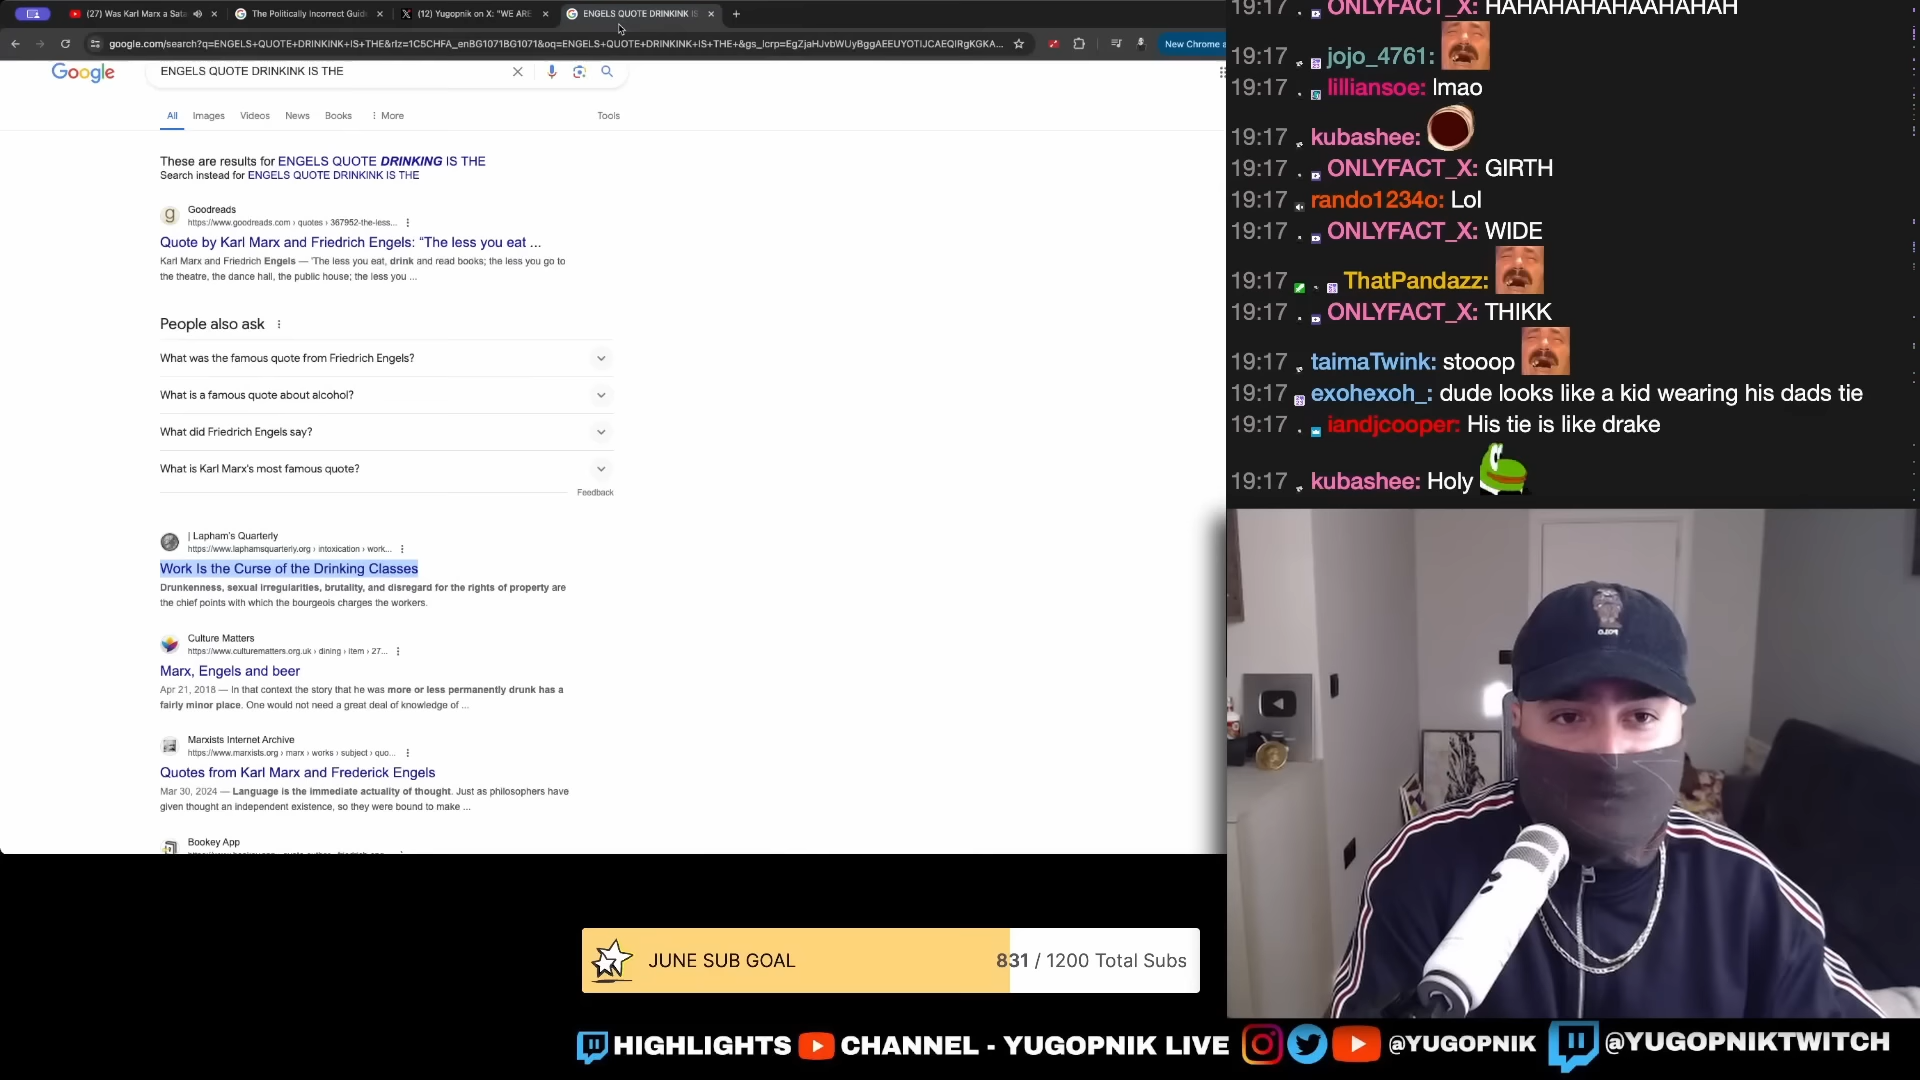 (27) Was Karl Marx a Sata
The Politically Incorrect Guid
(12) Yugopnik on X: "WE ARE
ENGELS QUOTE DRINKINK IS
google.com/search?q=ENGELS+QUOTE+DRINKINK+IS+THE&rlz=1C5CHFA_enBG1071BG1071&oq=ENGELS+QUOTE+DRINKINK+IS+THE+&gs_lcrp=EgZjaHJvbWUyBggAEEUYOTIJCAEQIRgKGKA...
New Chrome a
Google
ENGELS QUOTE DRINKINK IS THE
All Images Videos News Books More Tools
These are results for ENGELS QUOTE DRINKING IS THE
Search instead for ENGELS QUOTE DRINKINK IS THE
Goodreads
https://www.goodreads.com › quotes › 367952-the-less...
Quote by Karl Marx and Friedrich Engels: “The less you eat ...
Karl Marx and Friedrich Engels — 'The less you eat, drink and read books; the less you go to
the theatre, the dance hall, the public house; the less you ...
People also ask
What was the famous quote from Friedrich Engels?
What is a famous quote about alcohol?
What did Friedrich Engels say?
What is Karl Marx's most famous quote?
Feedback
| Lapham's Quarterly
https://www.laphamsquarterly.org › intoxication › work...
Work Is the Curse of the Drinking Classes
Drunkenness, sexual irregularities, brutality, and disregard for the rights of property are
the chief points with which the bourgeois charges the workers.
Culture Matters
https://www.culturematters.org.uk › dining › item › 27...
Marx, Engels and beer
Apr 21, 2018 — In that context the story that he was more or less permanently drunk has a
fairly minor place. One would not need a great deal of knowledge of ...
Marxists Internet Archive
https://www.marxists.org › marx › works › subject › quo...
Quotes from Karl Marx and Frederick Engels
Mar 30, 2024 — Language is the immediate actuality of thought. Just as philosophers have
given thought an independent existence, so they were bound to make ...
Bookey App
19:17 ONLYFACT_X: HAHAHAHAHAAHAHAH
19:17 jojo_4761:
19:17 lilliansoe: lmao
19:17 kubashee:
19:17 ONLYFACT_X: GIRTH
19:17 rando1234o: Lol
19:17 ONLYFACT_X: WIDE
19:17 ThatPandazz:
19:17 ONLYFACT_X: THIKK
19:17 taimaTwink: stooop
19:17 exohexoh_: dude looks like a kid wearing his dads tie
19:17 iandjcooper: His tie is like drake
19:17 kubashee: Holy
POLO
JUNE SUB GOAL 831 / 1200 Total Subs
HIGHLIGHTS CHANNEL - YUGOPNIK LIVE @YUGOPNIK @YUGOPNIKTWITCH